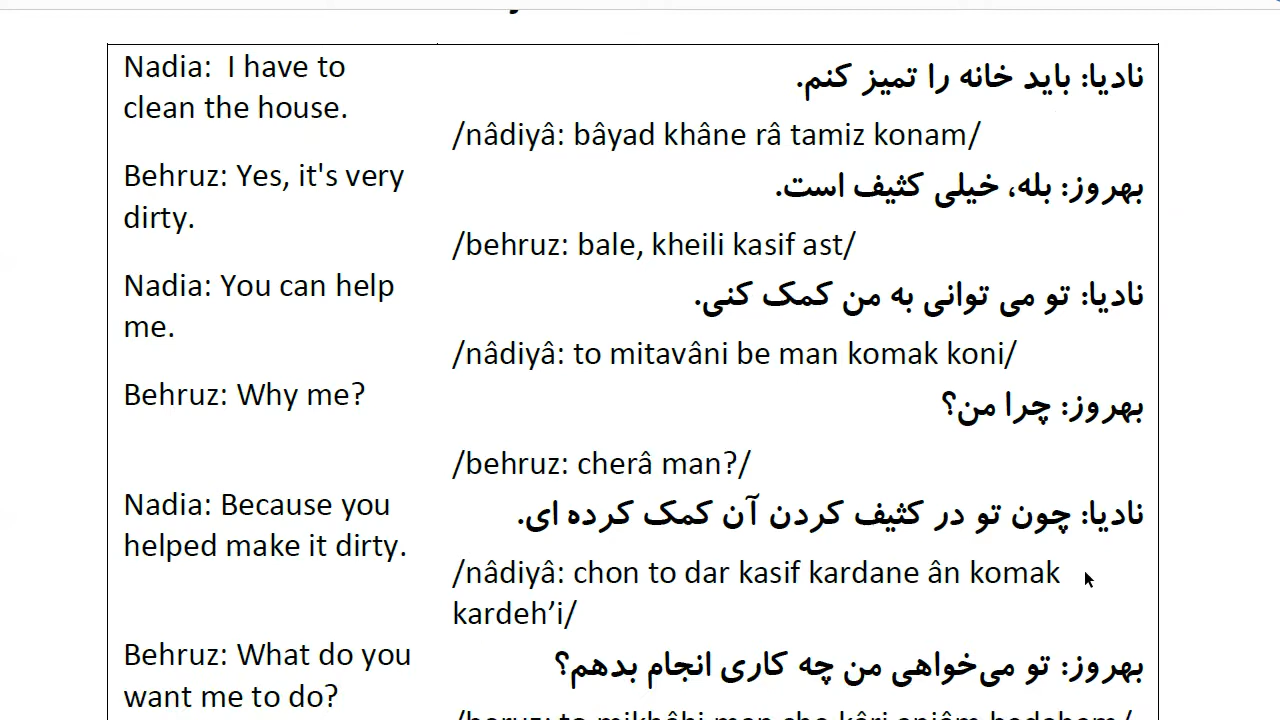 Nadia:  I have to
clean the house.
نادیا: باید خانه را تمیز کنم.
/nâdiyâ: bâyad khâne râ tamiz konam/
Behruz: Yes, it's very
dirty.
بهروز: بله، خیلی کثیف است.
/behruz: bale, kheili kasif ast/
Nadia: You can help
me.
نادیا: تو می توانی به من کمک کنی.
/nâdiyâ: to mitavâni be man komak koni/
Behruz: Why me?
بهروز: چرا من؟
/behruz: cherâ man?/
Nadia: Because you
helped make it dirty.
نادیا: چون تو در کثیف کردن آن کمک کرده ای.
/nâdiyâ: chon to dar kasif kardane ân komak
kardeh’i/
Behruz: What do you
want me to do?
بهروز: تو می‌خواهی من چه کاری انجام بدهم؟